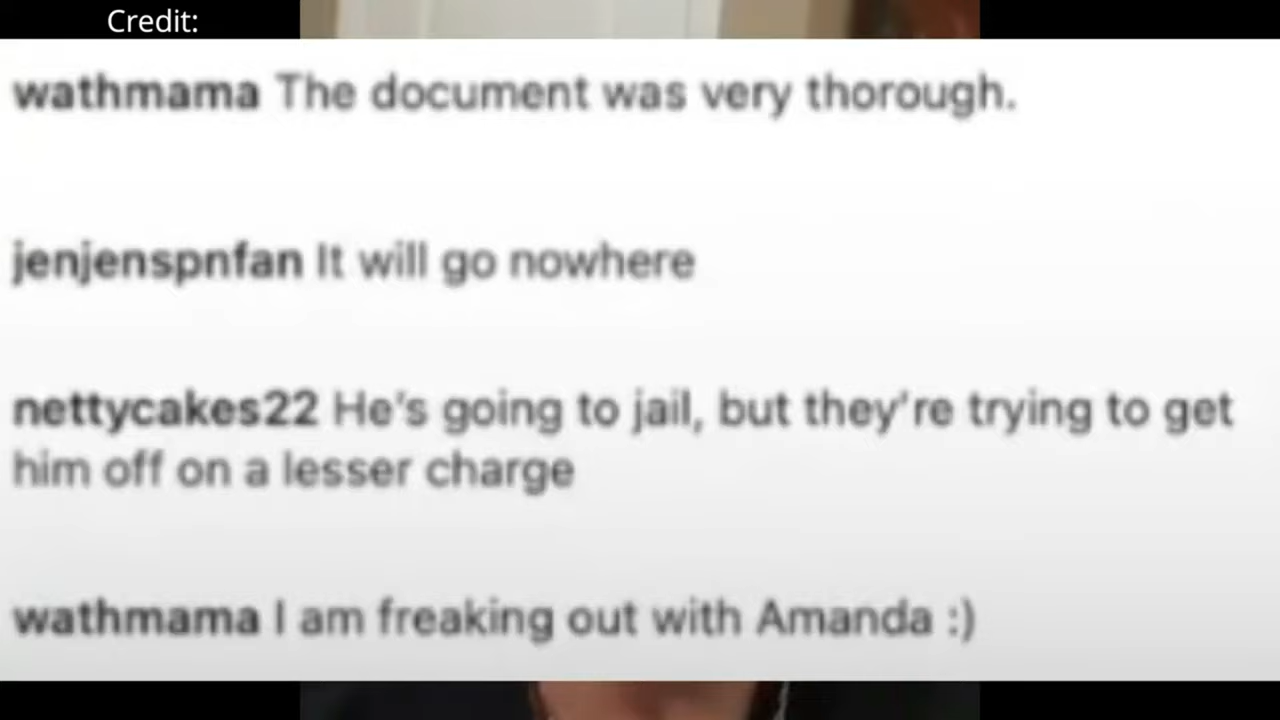 Credit:
wathmama The document was very thorough.
jenjenspnfan It will go nowhere
nettycakes22 He's going to jail, but they're trying to get
him off on a lesser charge
wathmama I am freaking out with Amanda :)